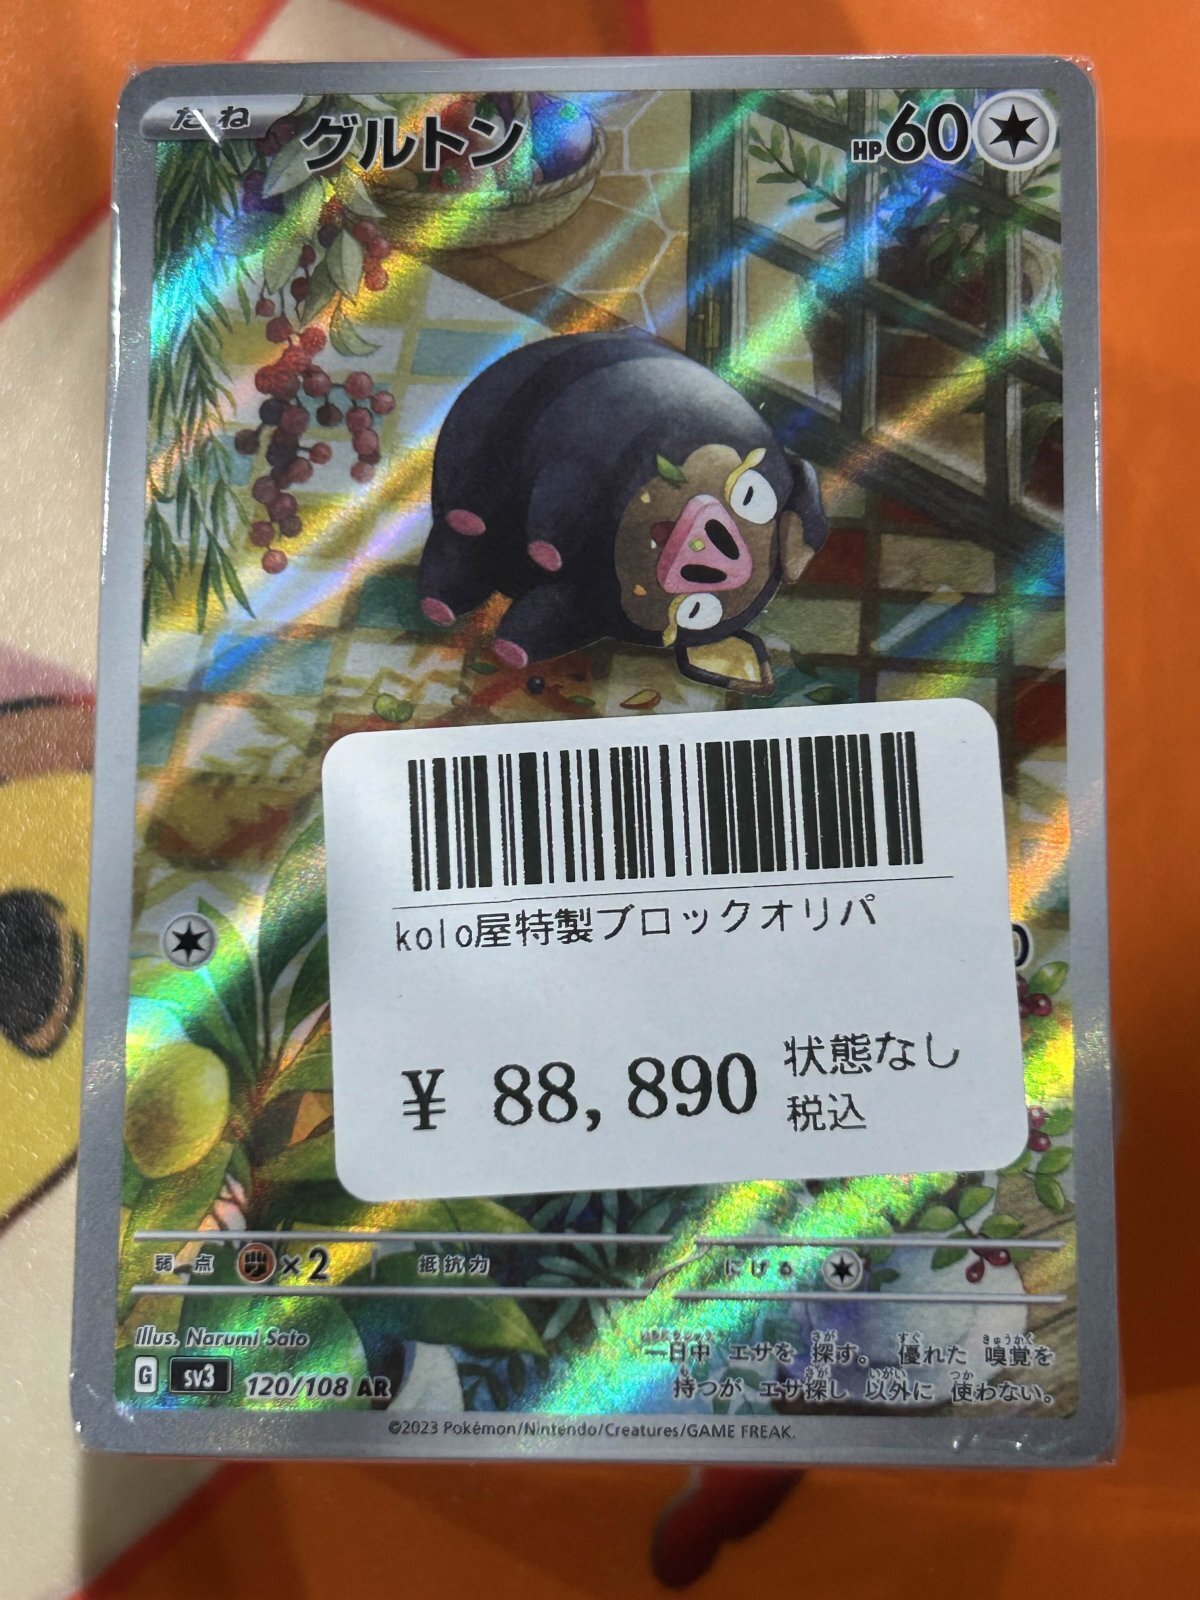 たね グルトン HP60
kolo屋特製ブロックオリパ
¥ 88,890 状態なし
税込
弱点 ×2 抵抗力 にげる
Illus. Narumi Sato
G sv3 120/108 AR
一日中 エサを 探す。 優れた 嗅覚を
持つが エサ探し 以外に 使わない。
©2023 Pokémon/Nintendo/Creatures/GAME FREAK.